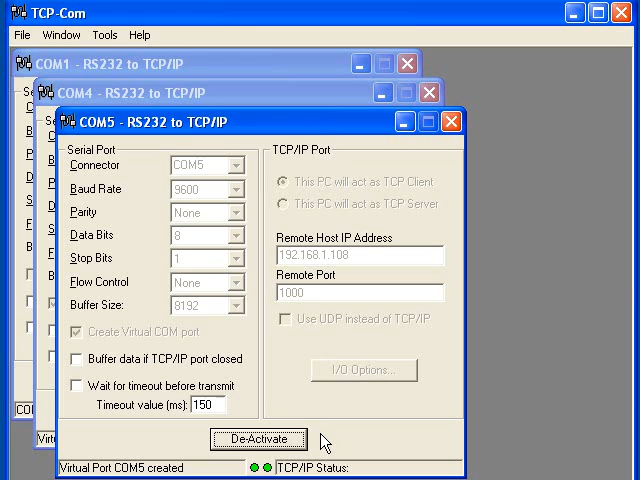 TCP-Com
File Window Tools Help
COM1 - RS232 to TCP/IP
COM4 - RS232 to TCP/IP
COM5 - RS232 to TCP/IP
Serial Port
Connector COM5
Baud Rate 9600
Parity None
Data Bits 8
Stop Bits 1
Flow Control None
Buffer Size: 8192
Create Virtual COM port
Buffer data if TCP/IP port closed
Wait for timeout before transmit
Timeout value (ms): 150
TCP/IP Port
This PC will act as TCP Client
This PC will act as TCP Server
Remote Host IP Address
192.168.1.108
Remote Port
1000
Use UDP instead of TCP/IP
I/O Options...
De-Activate
Virtual Port COM5 created
TCP/IP Status: